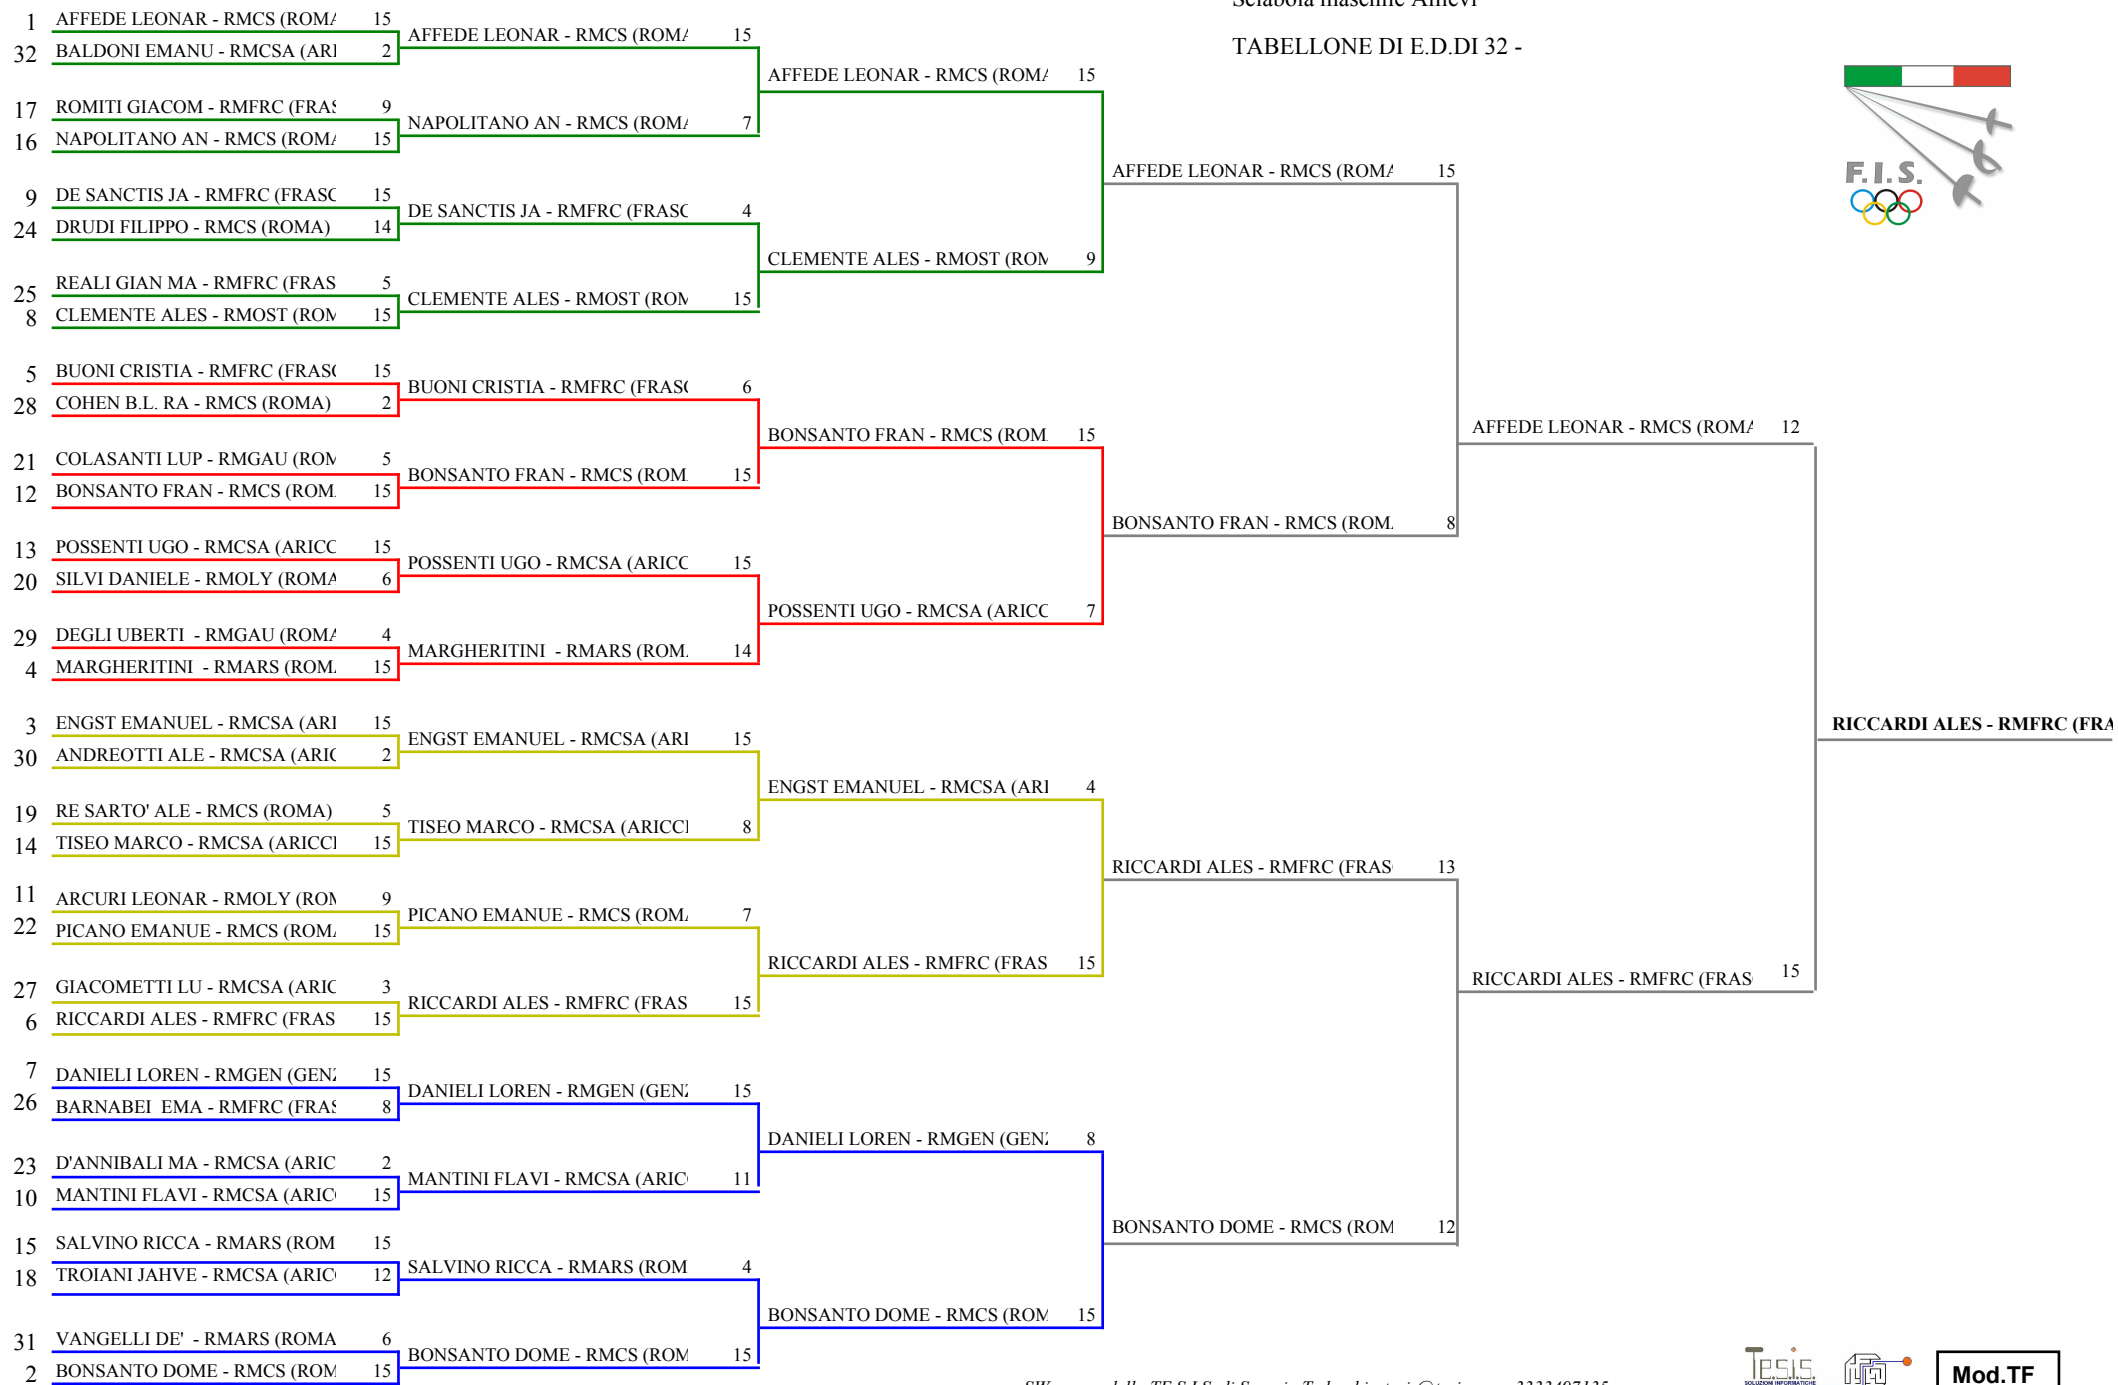 Sciabola maschile Allievi
TABELLONE DI E.D.DI 32 -
F.I.S.
1 AFFEDE LEONAR - RMCS (ROMA 15
32 BALDONI EMANU - RMCSA (ARI 2
17 ROMITI GIACOM - RMFRC (FRAS 9
16 NAPOLITANO AN - RMCS (ROMA 15
9 DE SANCTIS JA - RMFRC (FRASC 15
24 DRUDI FILIPPO - RMCS (ROMA) 14
25 REALI GIAN MA - RMFRC (FRAS 5
8 CLEMENTE ALES - RMOST (ROM 15
5 BUONI CRISTIA - RMFRC (FRASC 15
28 COHEN B.L. RA - RMCS (ROMA) 2
21 COLASANTI LUP - RMGAU (ROM 5
12 BONSANTO FRAN - RMCS (ROM 15
13 POSSENTI UGO - RMCSA (ARICC 15
20 SILVI DANIELE - RMOLY (ROMA 6
29 DEGLI UBERTI - RMGAU (ROMA 4
4 MARGHERITINI - RMARS (ROM 15
3 ENGST EMANUEL - RMCSA (ARI 15
30 ANDREOTTI ALE - RMCSA (ARIC 2
19 RE SARTO' ALE - RMCS (ROMA) 5
14 TISEO MARCO - RMCSA (ARICCI 15
11 ARCURI LEONAR - RMOLY (ROM 9
22 PICANO EMANUE - RMCS (ROMA 15
27 GIACOMETTI LU - RMCSA (ARIC 3
6 RICCARDI ALES - RMFRC (FRAS 15
7 DANIELI LOREN - RMGEN (GENZ 15
26 BARNABEI EMA - RMFRC (FRAS 8
23 D'ANNIBALI MA - RMCSA (ARIC 2
10 MANTINI FLAVI - RMCSA (ARIC 15
15 SALVINO RICCA - RMARS (ROM 15
18 TROIANI JAHVE - RMCSA (ARIC 12
31 VANGELLI DE' - RMARS (ROMA 6
2 BONSANTO DOME - RMCS (ROM 15
AFFEDE LEONAR - RMCS (ROMA 15
NAPOLITANO AN - RMCS (ROMA 7
DE SANCTIS JA - RMFRC (FRASC 4
CLEMENTE ALES - RMOST (ROM 15
BUONI CRISTIA - RMFRC (FRASC 6
BONSANTO FRAN - RMCS (ROM 15
POSSENTI UGO - RMCSA (ARICC 15
MARGHERITINI - RMARS (ROM 14
ENGST EMANUEL - RMCSA (ARI 15
TISEO MARCO - RMCSA (ARICCI 8
PICANO EMANUE - RMCS (ROMA 7
RICCARDI ALES - RMFRC (FRAS 15
DANIELI LOREN - RMGEN (GENZ 15
MANTINI FLAVI - RMCSA (ARIC 11
SALVINO RICCA - RMARS (ROM 4
BONSANTO DOME - RMCS (ROM 15
AFFEDE LEONAR - RMCS (ROMA 15
CLEMENTE ALES - RMOST (ROM 9
BONSANTO FRAN - RMCS (ROM 15
POSSENTI UGO - RMCSA (ARICC 7
ENGST EMANUEL - RMCSA (ARI 4
RICCARDI ALES - RMFRC (FRAS 15
DANIELI LOREN - RMGEN (GENZ 8
BONSANTO DOME - RMCS (ROM 15
AFFEDE LEONAR - RMCS (ROMA 15
BONSANTO FRAN - RMCS (ROM 8
RICCARDI ALES - RMFRC (FRAS 13
BONSANTO DOME - RMCS (ROM 12
AFFEDE LEONAR - RMCS (ROMA 12
RICCARDI ALES - RMFRC (FRAS 15
RICCARDI ALES - RMFRC (FRA
Te.s.i.s.
SOLUZIONI INFORMATICHE
Mod.TF